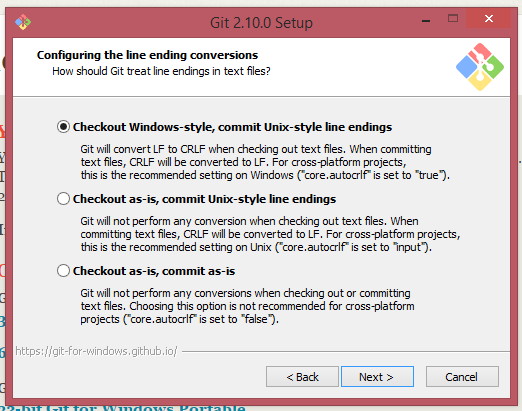 Git 2.10.0 Setup
Configuring the line ending conversions
How should Git treat line endings in text files?
Checkout Windows-style, commit Unix-style line endings
Git will convert LF to CRLF when checking out text files. When committing
text files, CRLF will be converted to LF. For cross-platform projects,
this is the recommended setting on Windows ("core.autocrlf" is set to "true").
Checkout as-is, commit Unix-style line endings
Git will not perform any conversion when checking out text files. When
committing text files, CRLF will be converted to LF. For cross-platform projects,
this is the recommended setting on Unix ("core.autocrlf" is set to "input").
Checkout as-is, commit as-is
Git will not perform any conversions when checking out or committing
text files. Choosing this option is not recommended for cross-platform
projects ("core.autocrlf" is set to "false").
https://git-for-windows.github.io/
< Back
Next >
Cancel
-bit Git for Windows Portable